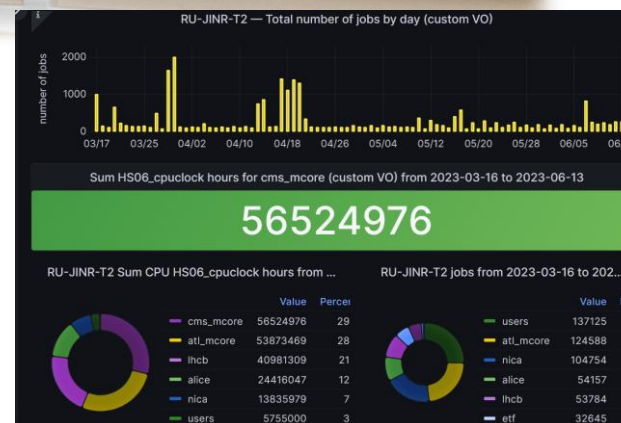 RU-JINR-T2 — Total number of jobs by day (custom VO)
number of jobs
2000
1000
0
03/17 03/25 04/02 04/10 04/18 04/26 05/04 05/12 05/20 05/28 06/05 06
Sum HS06_cpuclock hours for cms_mcore (custom VO) from 2023-03-16 to 2023-06-13
56524976
RU-JINR-T2 Sum CPU HS06_cpuclock hours from ...
Value Percer
cms_mcore 56524976 29
atl_mcore 53873469 28
lhcb 40981309 21
alice 24416047 12
nica 13835979 7
users 5755000 3
RU-JINR-T2 jobs from 2023-03-16 to 202...
Value
users 137125
atl_mcore 124588
nica 104754
alice 54157
lhcb 53784
etf 32645